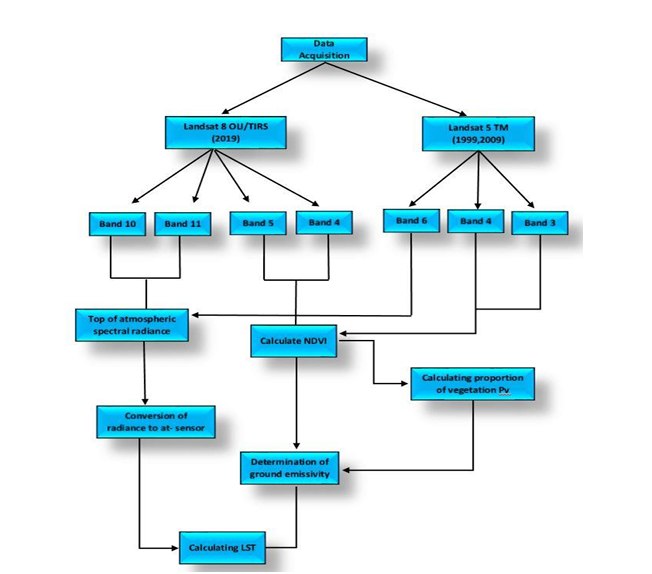 Data
Acquisition
Landsat 8 OLI/TIRS
(2019)
Landsat 5 TM
(1999,2009)
Band 10
Band 11
Band 5
Band 4
Band 6
Band 4
Band 3
Top of atmospheric
spectral radiance
Calculate NDVI
Calculating proportion
of vegetation Pv
Conversion of
radiance to at- sensor
Determination of
ground emissivity
Calculating LST